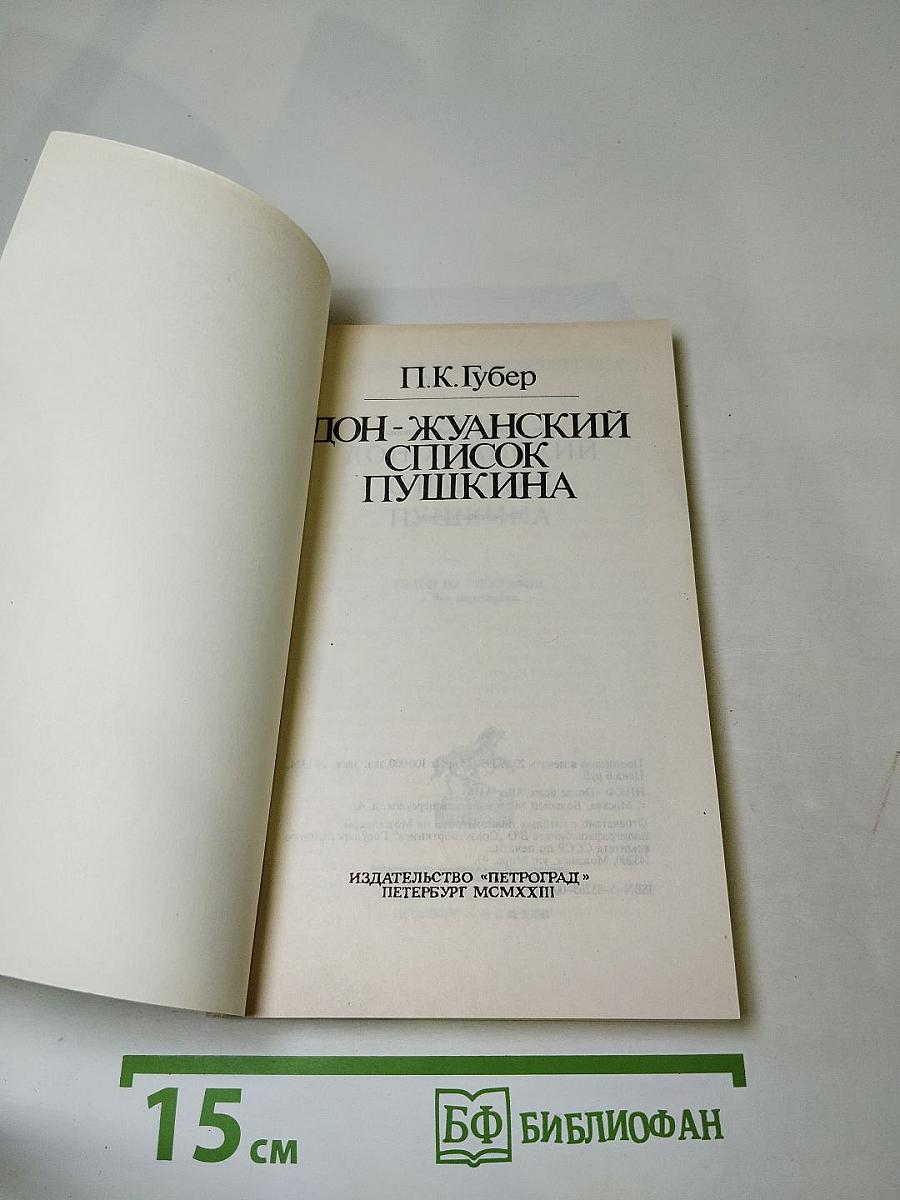 П.К.Губер
ДОН-ЖУАНСКИЙ
СПИСОК
ПУШКИНА
ИЗДАТЕЛЬСТВО «ПЕТРОГРАД»
ПЕТЕРБУРГ MCMXXIII
15 см
БФ БИБЛИОФАН